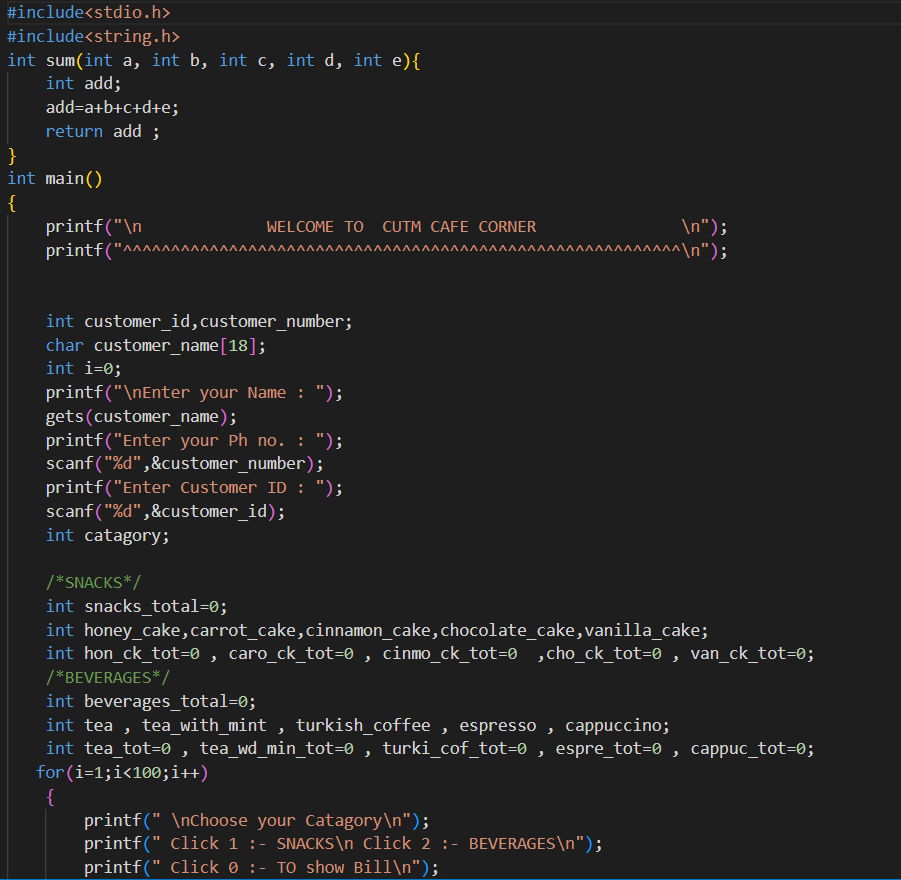 #include<stdio.h>
#include<string.h>
int sum(int a, int b, int c, int d, int e){
    int add;
    add=a+b+c+d+e;
    return add ;
}
int main()
{
    printf("\n             WELCOME TO  CUTM CAFE CORNER               \n");
    printf("^^^^^^^^^^^^^^^^^^^^^^^^^^^^^^^^^^^^^^^^^^^^^^^^^^^^^^^^^^\n");
    int customer_id,customer_number;
    char customer_name[18];
    int i=0;
    printf("\nEnter your Name : ");
    gets(customer_name);
    printf("Enter your Ph no. : ");
    scanf("%d",&customer_number);
    printf("Enter Customer ID : ");
    scanf("%d",&customer_id);
    int catagory;
    /*SNACKS*/
    int snacks_total=0;
    int honey_cake,carrot_cake,cinnamon_cake,chocolate_cake,vanilla_cake;
    int hon_ck_tot=0 , caro_ck_tot=0 , cinmo_ck_tot=0  ,cho_ck_tot=0 , van_ck_tot=0;
    /*BEVERAGES*/
    int beverages_total=0;
    int tea , tea_with_mint , turkish_coffee , espresso , cappuccino;
    int tea_tot=0 , tea_wd_min_tot=0 , turki_cof_tot=0 , espre_tot=0 , cappuc_tot=0;
   for(i=1;i<100;i++)
    {
        printf(" \nChoose your Catagory\n");
        printf(" Click 1 :- SNACKS\n Click 2 :- BEVERAGES\n");
        printf(" Click 0 :- TO show Bill\n");